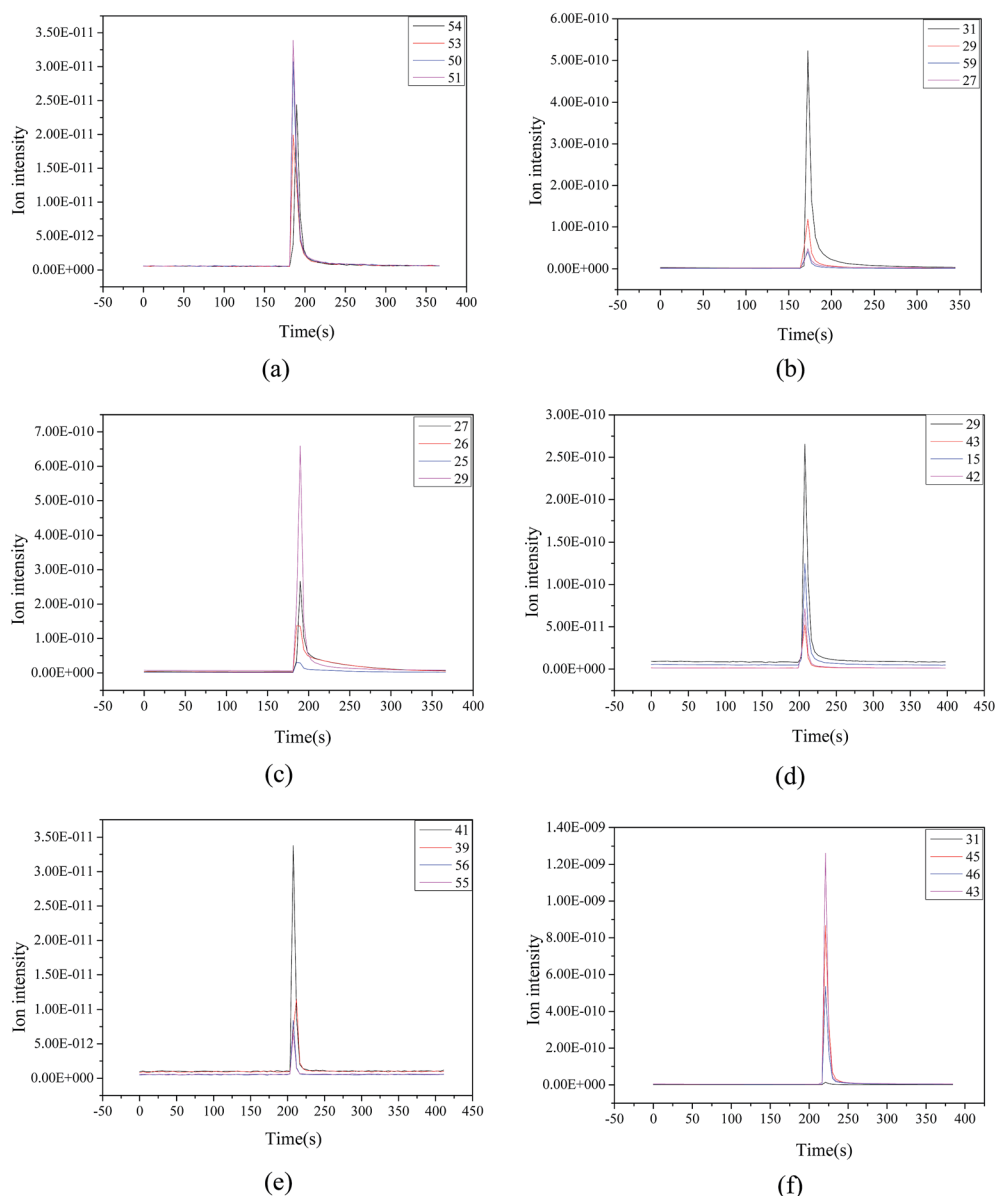 3.50E-011
3.00E-011
2.50E-011
2.00E-011
1.50E-011
1.00E-011
5.00E-012
0.00E+000
Ion intensity
54
53
50
51
-50 0 50 100 150 200 250 300 350 400
Time(s)
(a)
6.00E-010
5.00E-010
4.00E-010
3.00E-010
2.00E-010
1.00E-010
0.00E+000
Ion intensity
31
29
59
27
-50 0 50 100 150 200 250 300 350
Time(s)
(b)
7.00E-010
6.00E-010
5.00E-010
4.00E-010
3.00E-010
2.00E-010
1.00E-010
0.00E+000
Ion intensity
27
26
25
29
-50 0 50 100 150 200 250 300 350 400
Time(s)
(c)
3.00E-010
2.50E-010
2.00E-010
1.50E-010
1.00E-010
5.00E-011
0.00E+000
Ion intensity
29
43
15
42
-50 0 50 100 150 200 250 300 350 400 450
Time(s)
(d)
3.50E-011
3.00E-011
2.50E-011
2.00E-011
1.50E-011
1.00E-011
5.00E-012
0.00E+000
Ion intensity
41
39
56
55
-50 0 50 100 150 200 250 300 350 400 450
Time(s)
(e)
1.40E-009
1.20E-009
1.00E-009
8.00E-010
6.00E-010
4.00E-010
2.00E-010
0.00E+000
Ion intensity
31
45
46
43
-50 0 50 100 150 200 250 300 350 400
Time(s)
(f)